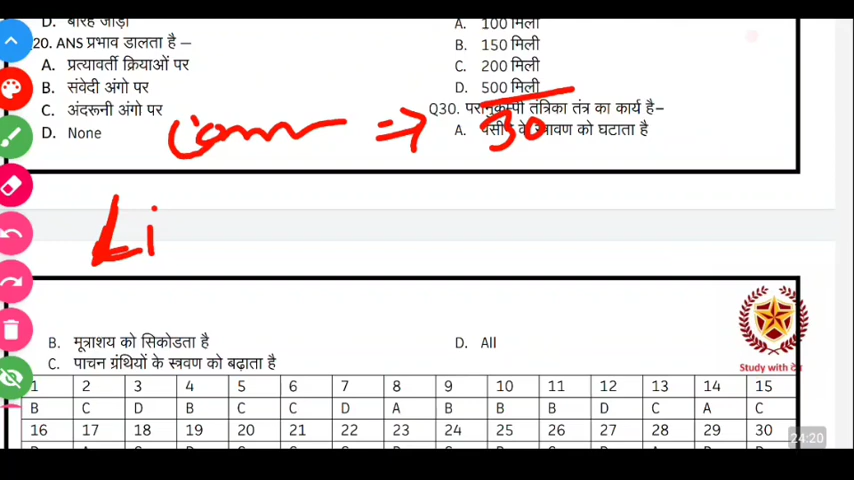 D. बारह जोड़ी
20. ANS प्रभाव डालता है –
A. प्रत्यावर्ती क्रियाओं पर
B. संवेदी अंगो पर
C. अंदरूनी अंगो पर
D. None
A. 100 मिली
B. 150 मिली
C. 200 मिली
D. 500 मिली
Q30. परानुकम्पी तंत्रिका तंत्र का कार्य है–
A. पसीने के स्त्रावण को घटाता है
⇒ 30
Li
B. मूत्राशय को सिकोडता है
C. पाचन ग्रंथियों के स्त्रवण को बढ़ाता है
D. All
Study with देव
1 2 3 4 5 6 7 8 9 10 11 12 13 14 15
B C D B C C D A B B B D C A C
16 17 18 19 20 21 22 23 24 25 26 27 28 29 30
24:20